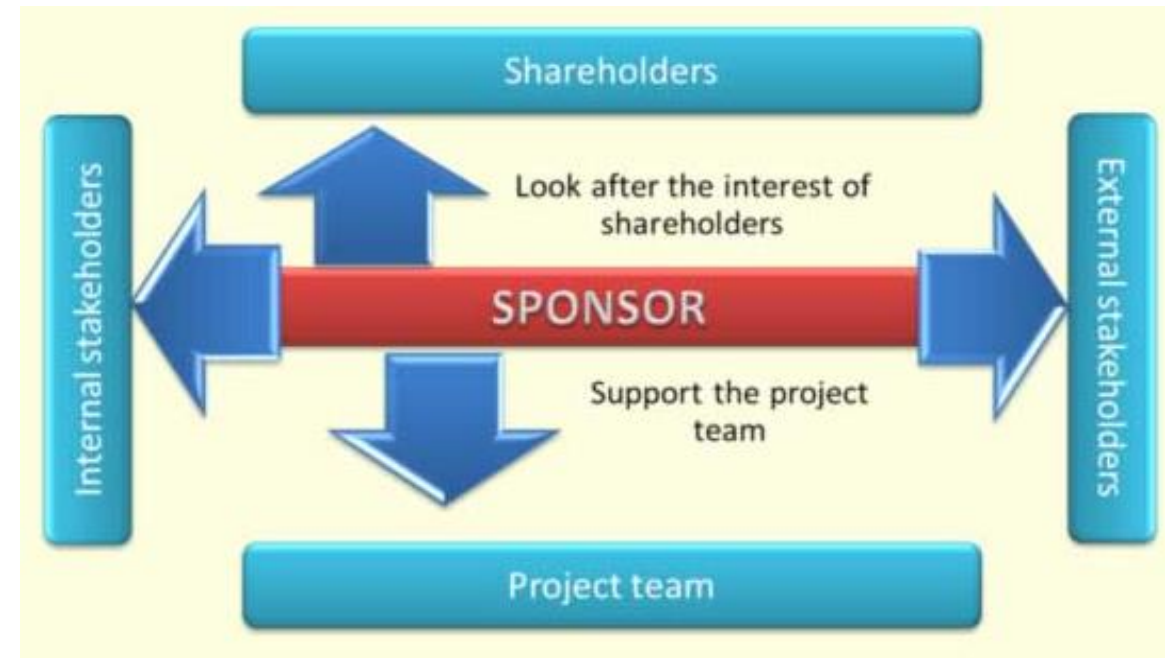 Shareholders
Internal stakeholders
Look after the interest of
shareholders
External stakeholders
SPONSOR
Support the project
team
Project team